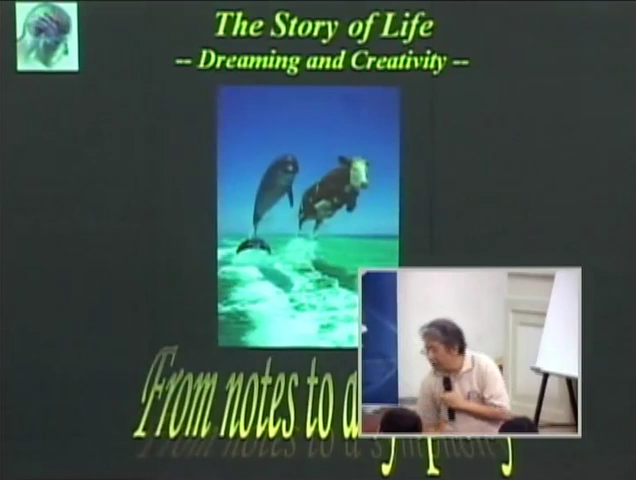 The Story of Life
-- Dreaming and Creativity --
From notes to a